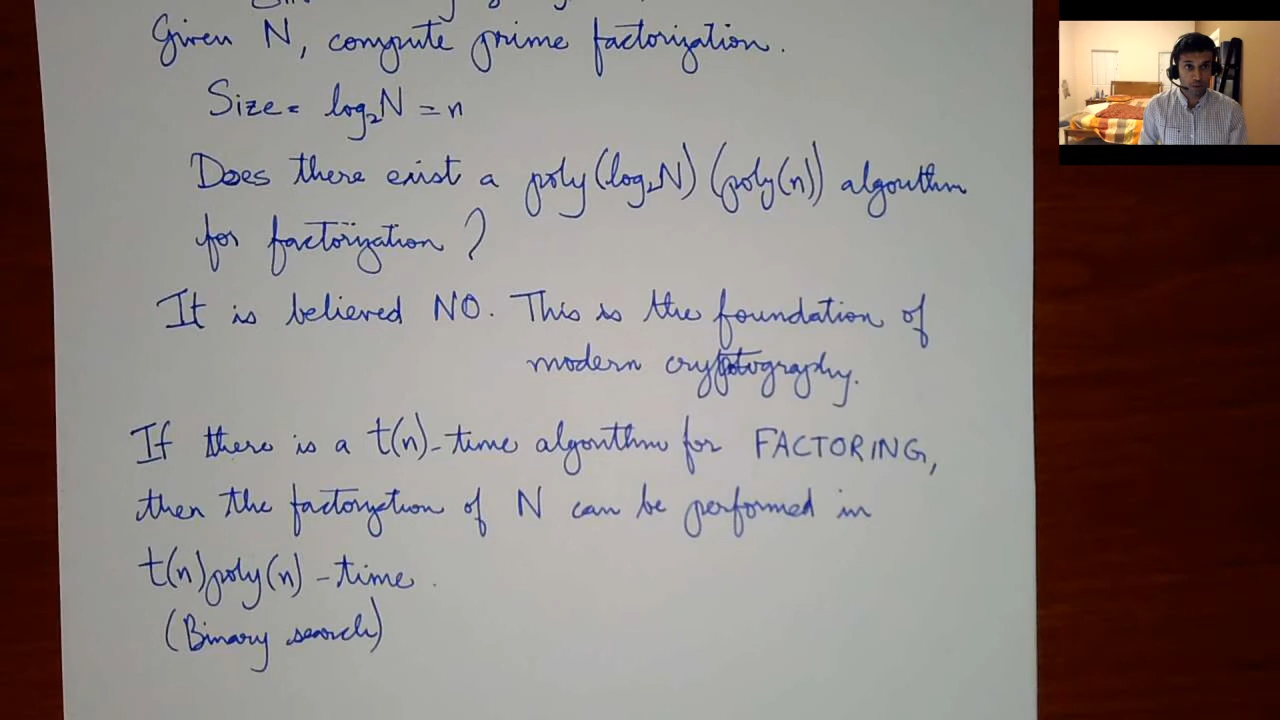 Given N, compute prime factorization.
Size = log₂N = n
Does there exist a poly(log₂N) (poly(n)) algorithm
for factorization ?
It is believed NO. This is the foundation of
modern cryptography.
If there is a t(n)-time algorithm for FACTORING,
then the factorization of N can be performed in
t(n)poly(n)-time.
(Binary search)